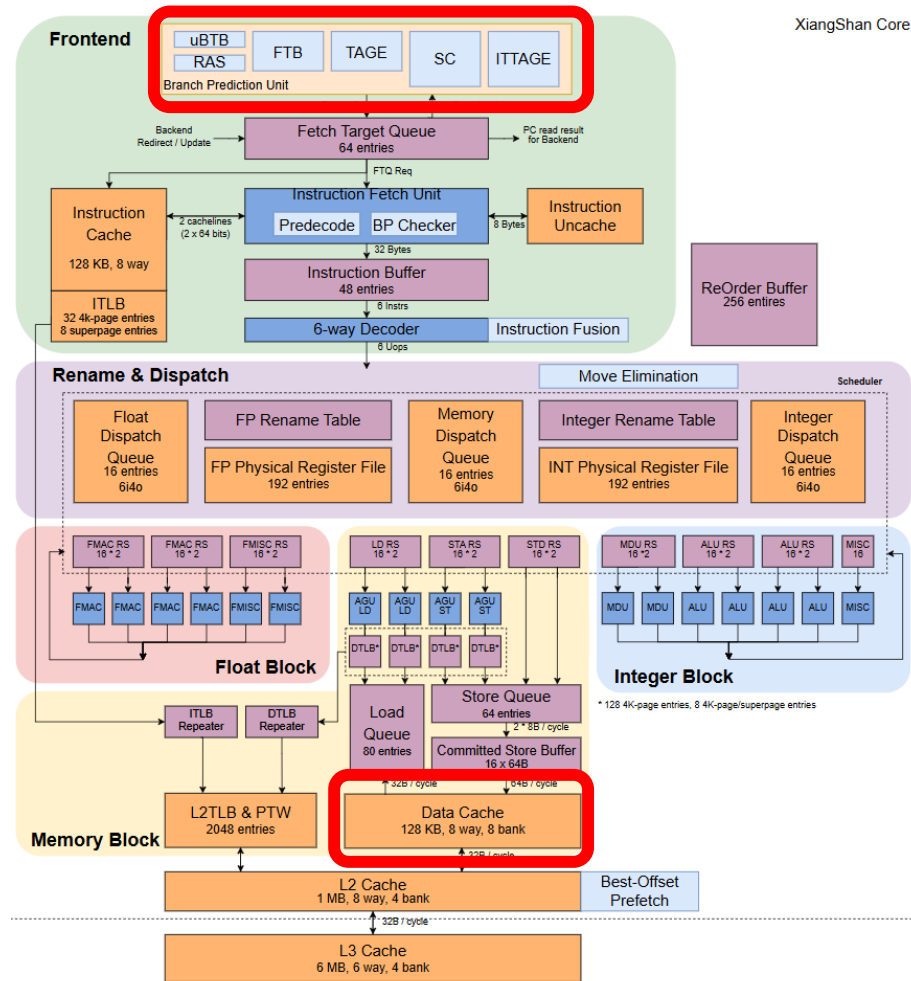 XiangShan Core
Frontend
uBTB
RAS
FTB
TAGE
SC
ITTAGE
Branch Prediction Unit
Backend
Redirect / Update
Fetch Target Queue
64 entries
PC read result
for Backend
FTQ Req
Instruction
Cache
128 KB, 8 way
2 cachelines
(2 x 64 bits)
Instruction Fetch Unit
Predecode
BP Checker
8 Bytes
Instruction
Uncache
32 Bytes
Instruction Buffer
48 entries
ITLB
32 4k-page entries
8 superpage entries
6 Instrs
6-way Decoder
Instruction Fusion
6 Uops
ReOrder Buffer
256 entires
Rename & Dispatch
Move Elimination
Scheduler
Float
Dispatch
Queue
16 entries
6i4o
FP Rename Table
FP Physical Register File
192 entries
Memory
Dispatch
Queue
16 entries
6i4o
Integer Rename Table
INT Physical Register File
192 entries
Integer
Dispatch
Queue
16 entries
6i4o
FMAC RS
16 * 2
FMAC RS
16 * 2
FMISC RS
16 * 2
LD RS
16 * 2
STA RS
16 * 2
STD RS
16 * 2
MDU RS
16 * 2
ALU RS
16 * 2
ALU RS
16 * 2
MISC
16
FMAC
FMAC
FMAC
FMAC
FMISC
FMISC
AGU
LD
AGU
LD
AGU
ST
AGU
ST
MDU
MDU
ALU
ALU
ALU
ALU
MISC
DTLB*
DTLB*
DTLB*
DTLB*
Float Block
Integer Block
* 128 4K-page entries, 8 4K-page/superpage entries
ITLB
Repeater
DTLB
Repeater
Load
Queue
80 entries
Store Queue
64 entries
2 * 8B / cycle
Committed Store Buffer
16 x 64B
32B / cycle
64B / cycle
L2TLB & PTW
2048 entries
Data Cache
128 KB, 8 way, 8 bank
Memory Block
32B / cycle
L2 Cache
1 MB, 8 way, 4 bank
Best-Offset
Prefetch
32B / cycle
L3 Cache
6 MB, 6 way, 4 bank